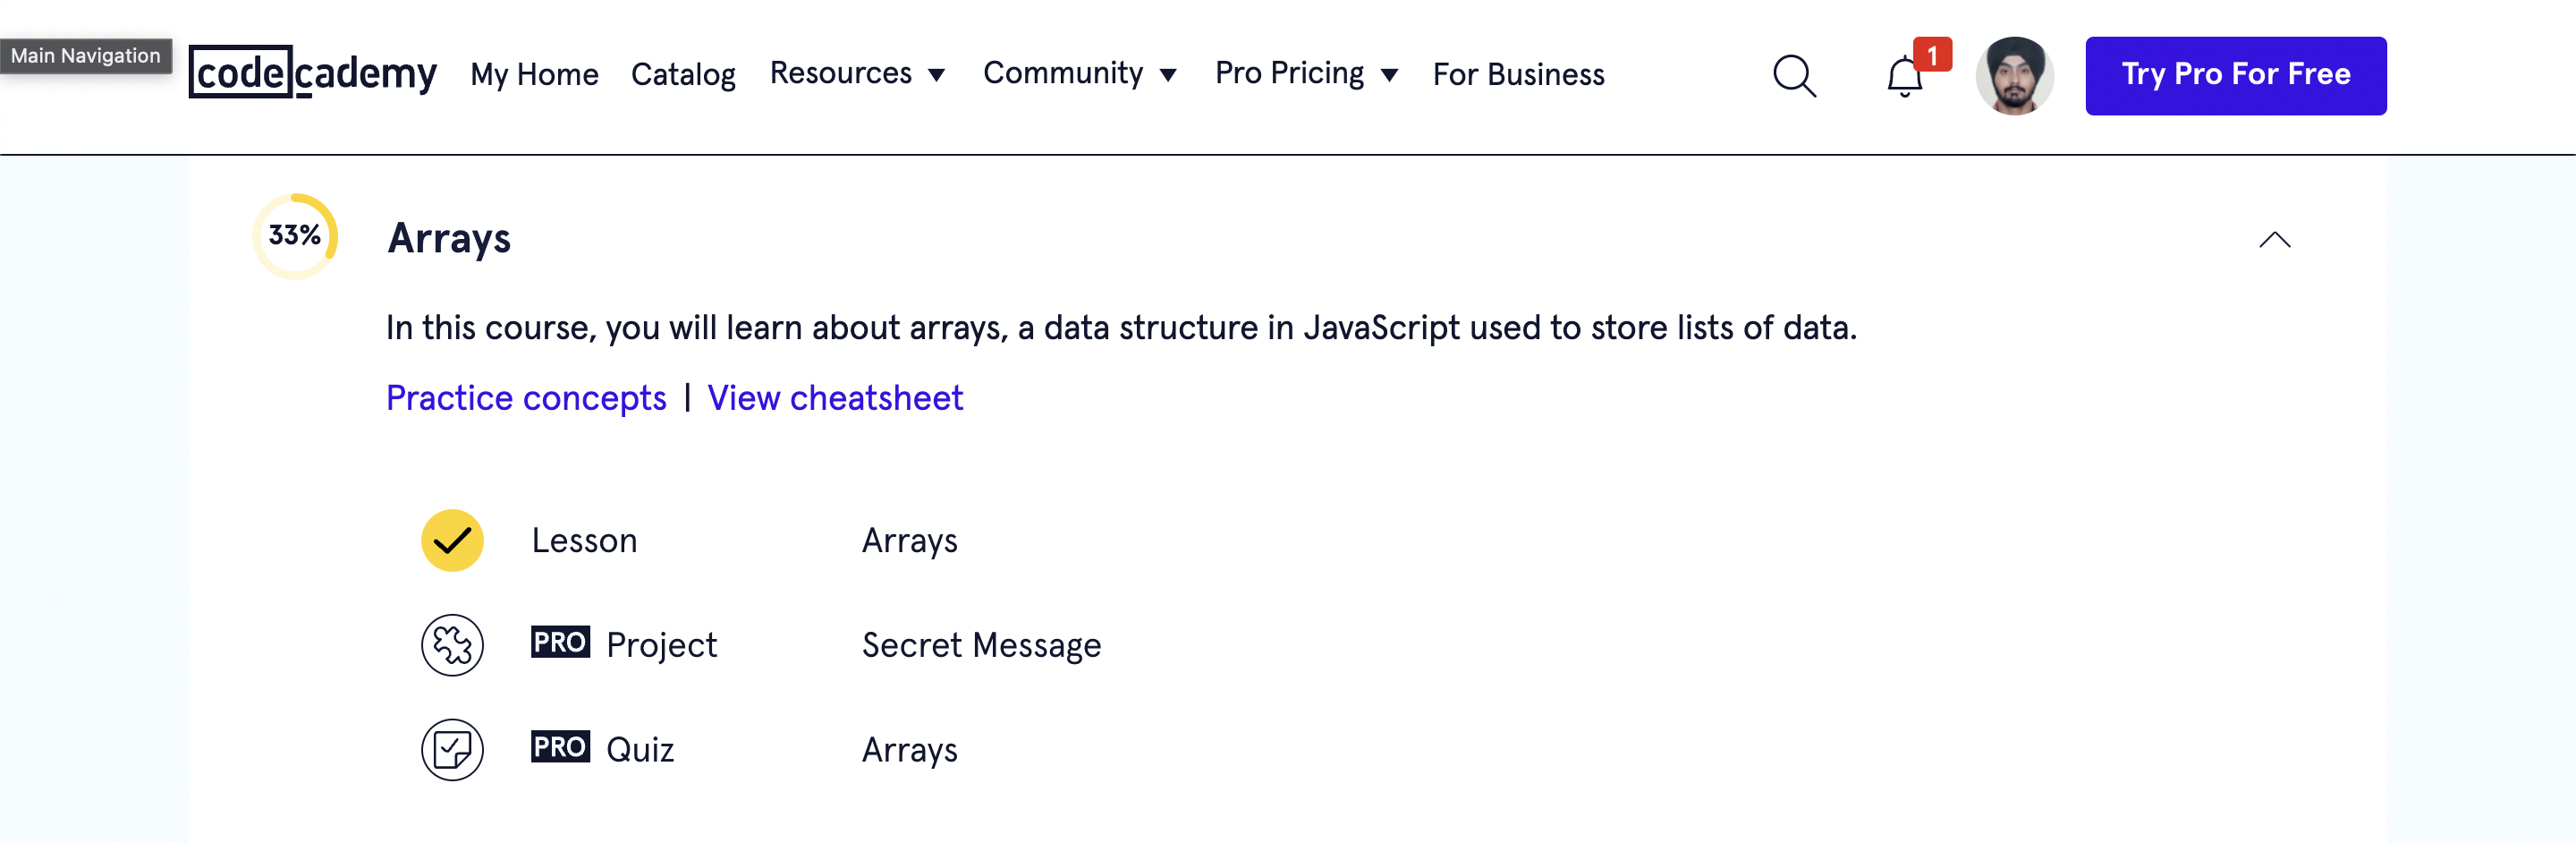 Main Navigation
codecademy My Home Catalog Resources Community Pro Pricing For Business 1 Try Pro For Free
33% Arrays
In this course, you will learn about arrays, a data structure in JavaScript used to store lists of data.
Practice concepts | View cheatsheet
Lesson Arrays
PRO Project Secret Message
PRO Quiz Arrays